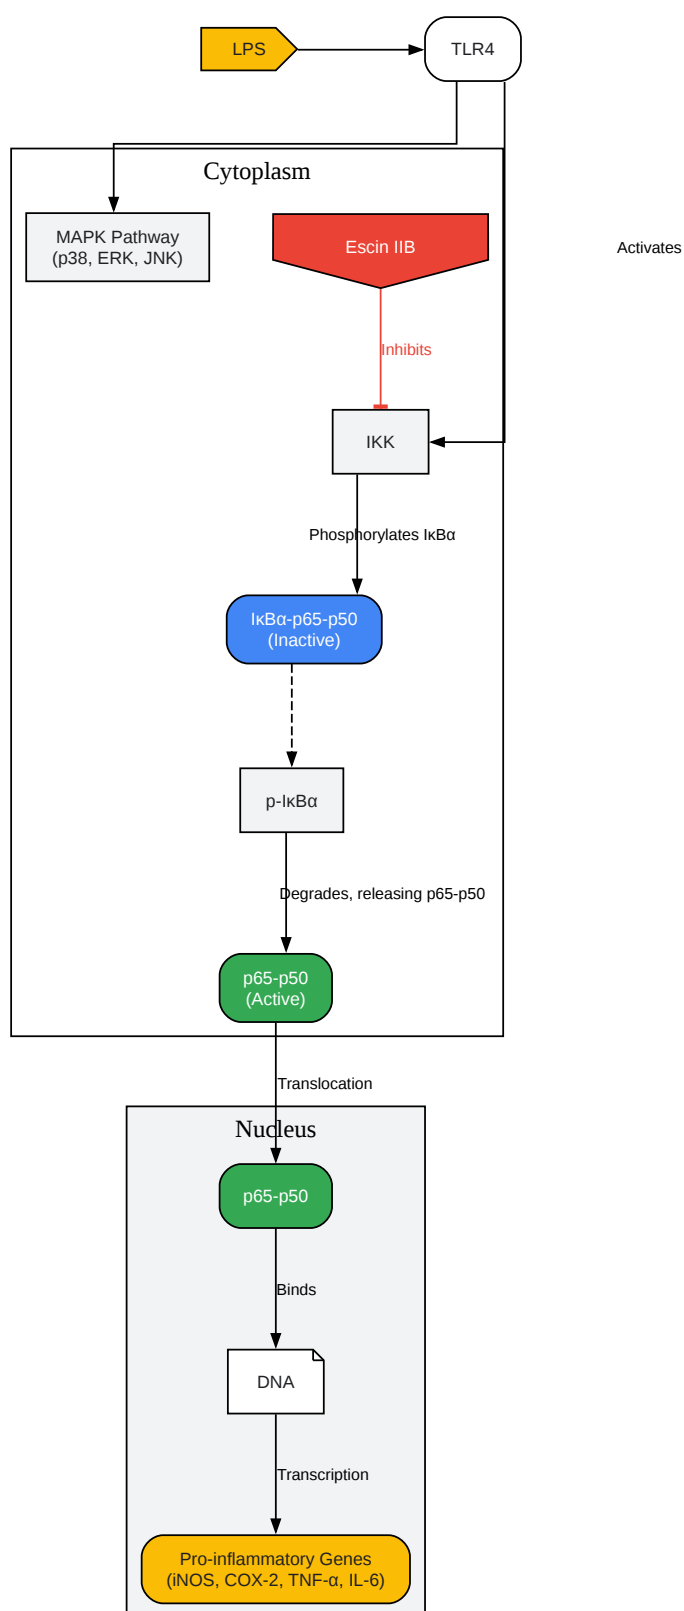 LPS
TLR4
Cytoplasm
MAPK Pathway
(p38, ERK, JNK)
Escin IIB
Activates
Inhibits
IKK
Phosphorylates IκBα
IκBα-p65-p50
(Inactive)
p-IκBα
Degrades, releasing p65-p50
p65-p50
(Active)
Translocation
Nucleus
p65-p50
Binds
DNA
Transcription
Pro-inflammatory Genes
(iNOS, COX-2, TNF-α, IL-6)